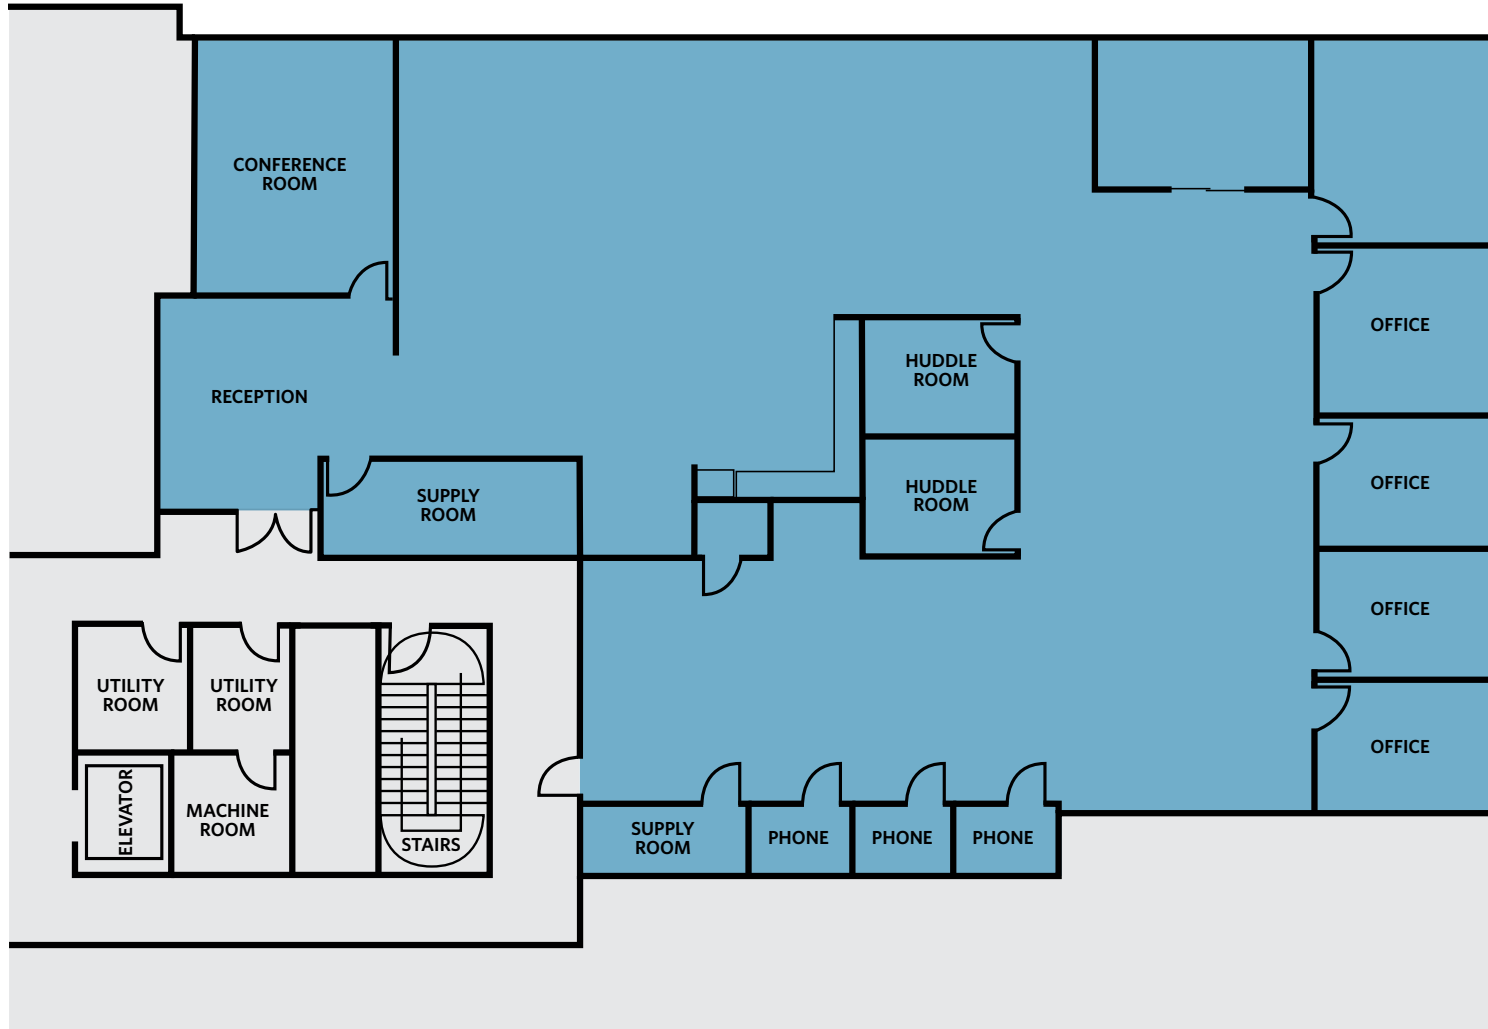 CONFERENCE
ROOM
OFFICE
HUDDLE
ROOM
RECEPTION
OFFICE
HUDDLE
ROOM
SUPPLY
ROOM
OFFICE
UTILITY
ROOM
UTILITY
ROOM
OFFICE
ELEVATOR
MACHINE
ROOM
STAIRS
SUPPLY
ROOM
PHONE
PHONE
PHONE